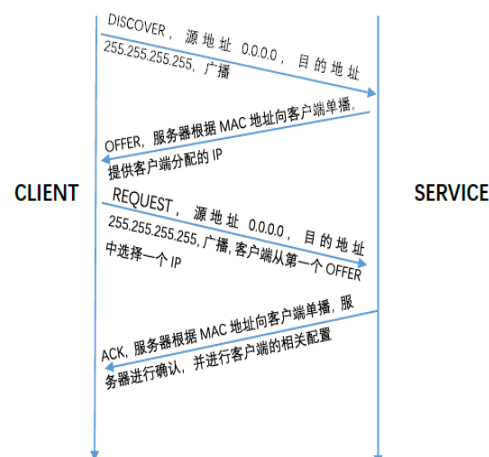 DISCOVER，源地址 0.0.0.0，目的地址
255.255.255.255，广播
OFFER，服务器根据 MAC 地址向客户端单播，
提供客户端分配的 IP
CLIENT
SERVICE
REQUEST，源地址 0.0.0.0，目的地址
255.255.255.255, 广播, 客户端从第一个 OFFER
中选择一个 IP
ACK, 服务器根据 MAC 地址向客户端单播，服
务器进行确认，并进行客户端的相关配置